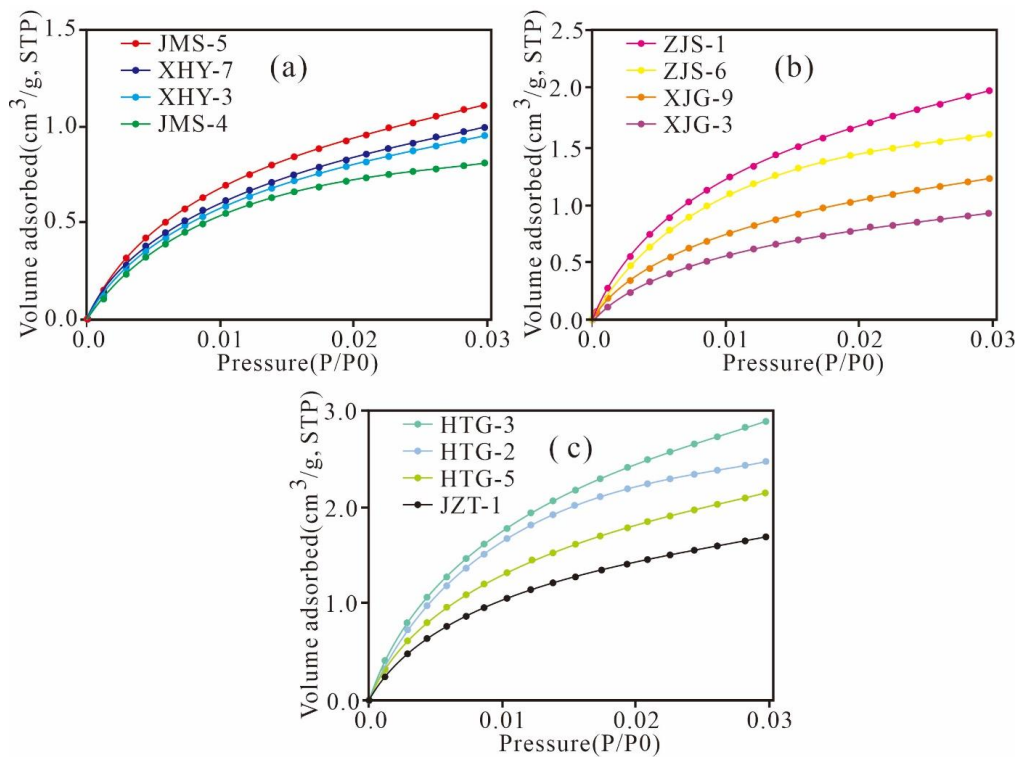 (a)
JMS-5
XHY-7
XHY-3
JMS-4
Volume adsorbed(cm³/g, STP)
1.5
1.0
0.5
0.0
0.0 0.01 0.02 0.03
Pressure(P/P0)
(b)
ZJS-1
ZJS-6
XJG-9
XJG-3
Volume adsorbed(cm³/g, STP)
2.5
2.0
1.5
1.0
0.5
0.0
0.0 0.01 0.02 0.03
Pressure(P/P0)
( c)
HTG-3
HTG-2
HTG-5
JZT-1
Volume adsorbed(cm³/g, STP)
3.0
2.0
1.0
0.0
0.0 0.01 0.02 0.03
Pressure(P/P0)